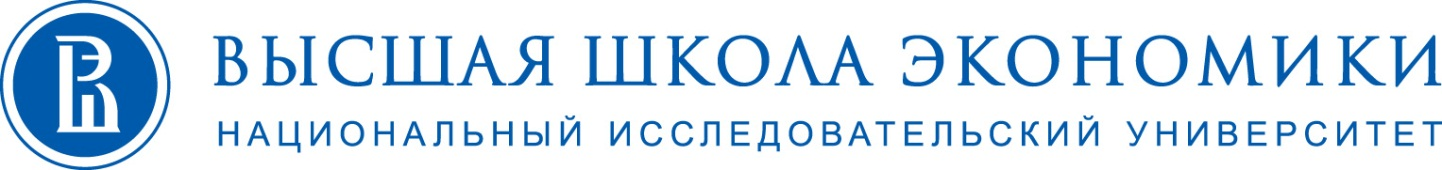 ВЫСШАЯ ШКОЛА ЭКОНОМИКИ
НАЦИОНАЛЬНЫЙ ИССЛЕДОВАТЕЛЬСКИЙ УНИВЕРСИТЕТ